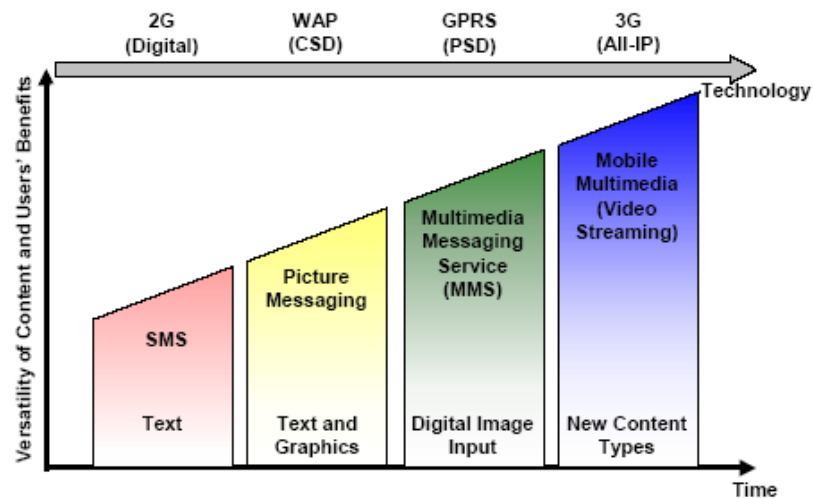 2G
(Digital)
WAP
(CSD)
GPRS
(PSD)
3G
(All-IP)
Technology
Versatility of Content and Users' Benefits
SMS
Text
Picture
Messaging
Text and
Graphics
Multimedia
Messaging
Service
(MMS)
Digital Image
Input
Mobile
Multimedia
(Video
Streaming)
New Content
Types
Time